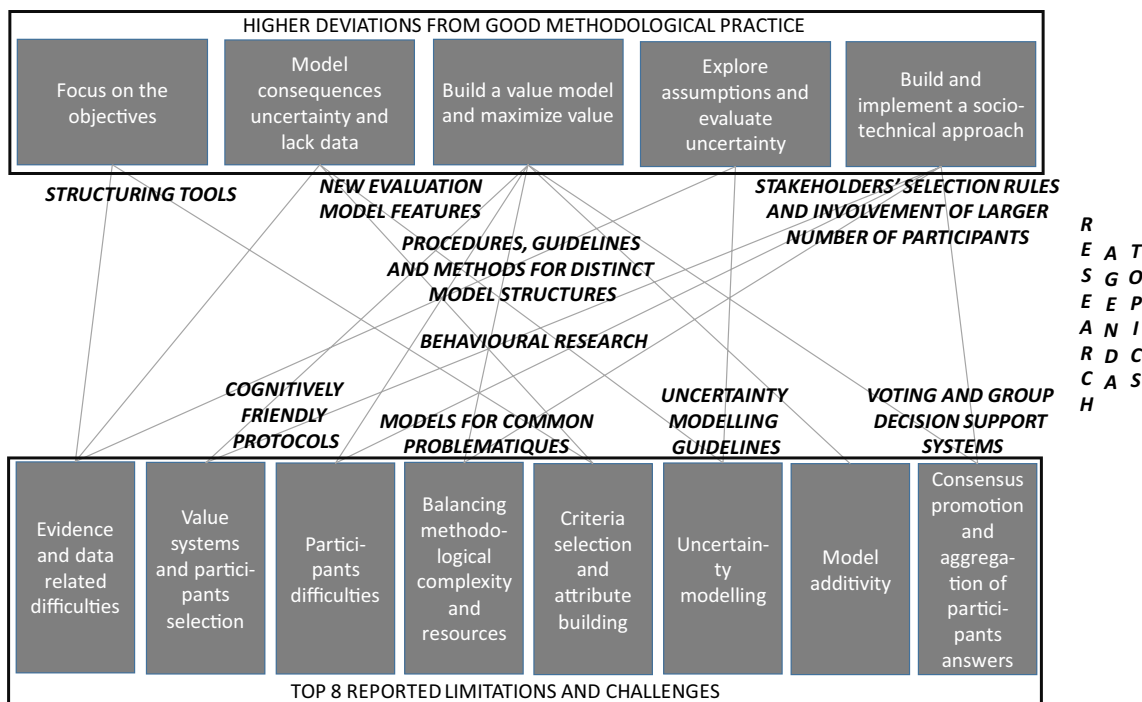 HIGHER DEVIATIONS FROM GOOD METHODOLOGICAL PRACTICE
Focus on the
objectives
Model
consequences
uncertainty and
lack data
Build a value model
and maximize value
Explore
assumptions and
evaluate
uncertainty
Build and
implement a socio-
technical approach
STRUCTURING TOOLS
NEW EVALUATION
MODEL FEATURES
STAKEHOLDERS' SELECTION RULES
AND INVOLVEMENT OF LARGER
NUMBER OF PARTICIPANTS
PROCEDURES, GUIDELINES
AND METHODS FOR DISTINCT
MODEL STRUCTURES
BEHAVIOURAL RESEARCH
COGNITIVELY
FRIENDLY
PROTOCOLS
MODELS FOR COMMON
PROBLEMATIQUES
UNCERTAINTY
MODELLING
GUIDELINES
VOTING AND GROUP
DECISION SUPPORT
SYSTEMS
RESEARCH
AGENDA
TOPICS
Evidence
and data
related
difficulties
Value
systems
and partici-
pants
selection
Partici-
pants
difficulties
Balancing
methodo-
logical
complexity
and
resources
Criteria
selection
and
attribute
building
Uncertain-
ty
modelling
Model
additivity
Consensus
promotion
and
aggrega-
tion of
partici-
pants
answers
TOP 8 REPORTED LIMITATIONS AND CHALLENGES